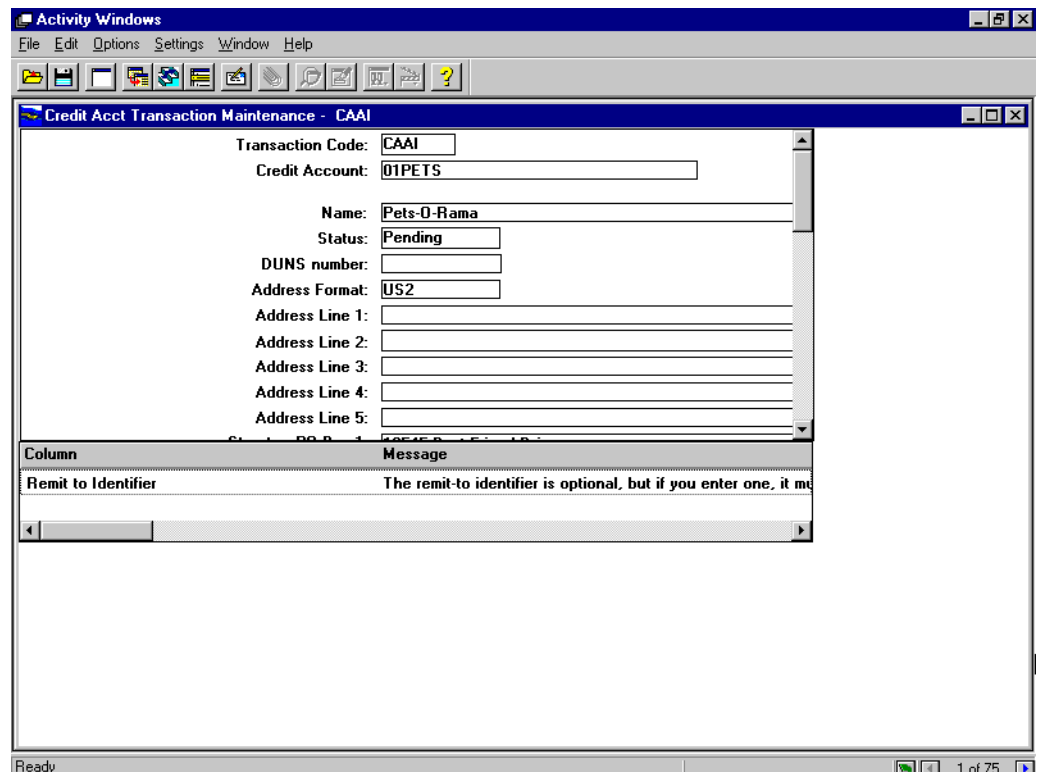 Activity Windows
File Edit Options Settings Window Help
Credit Acct Transaction Maintenance - CAAI
Transaction Code: CAAI
Credit Account: 01PETS
Name: Pets-O-Rama
Status: Pending
DUNS number:
Address Format: US2
Address Line 1:
Address Line 2:
Address Line 3:
Address Line 4:
Address Line 5:
Column Message
Remit to Identifier The remit-to identifier is optional, but if you enter one, it mu
Ready 1 of 75